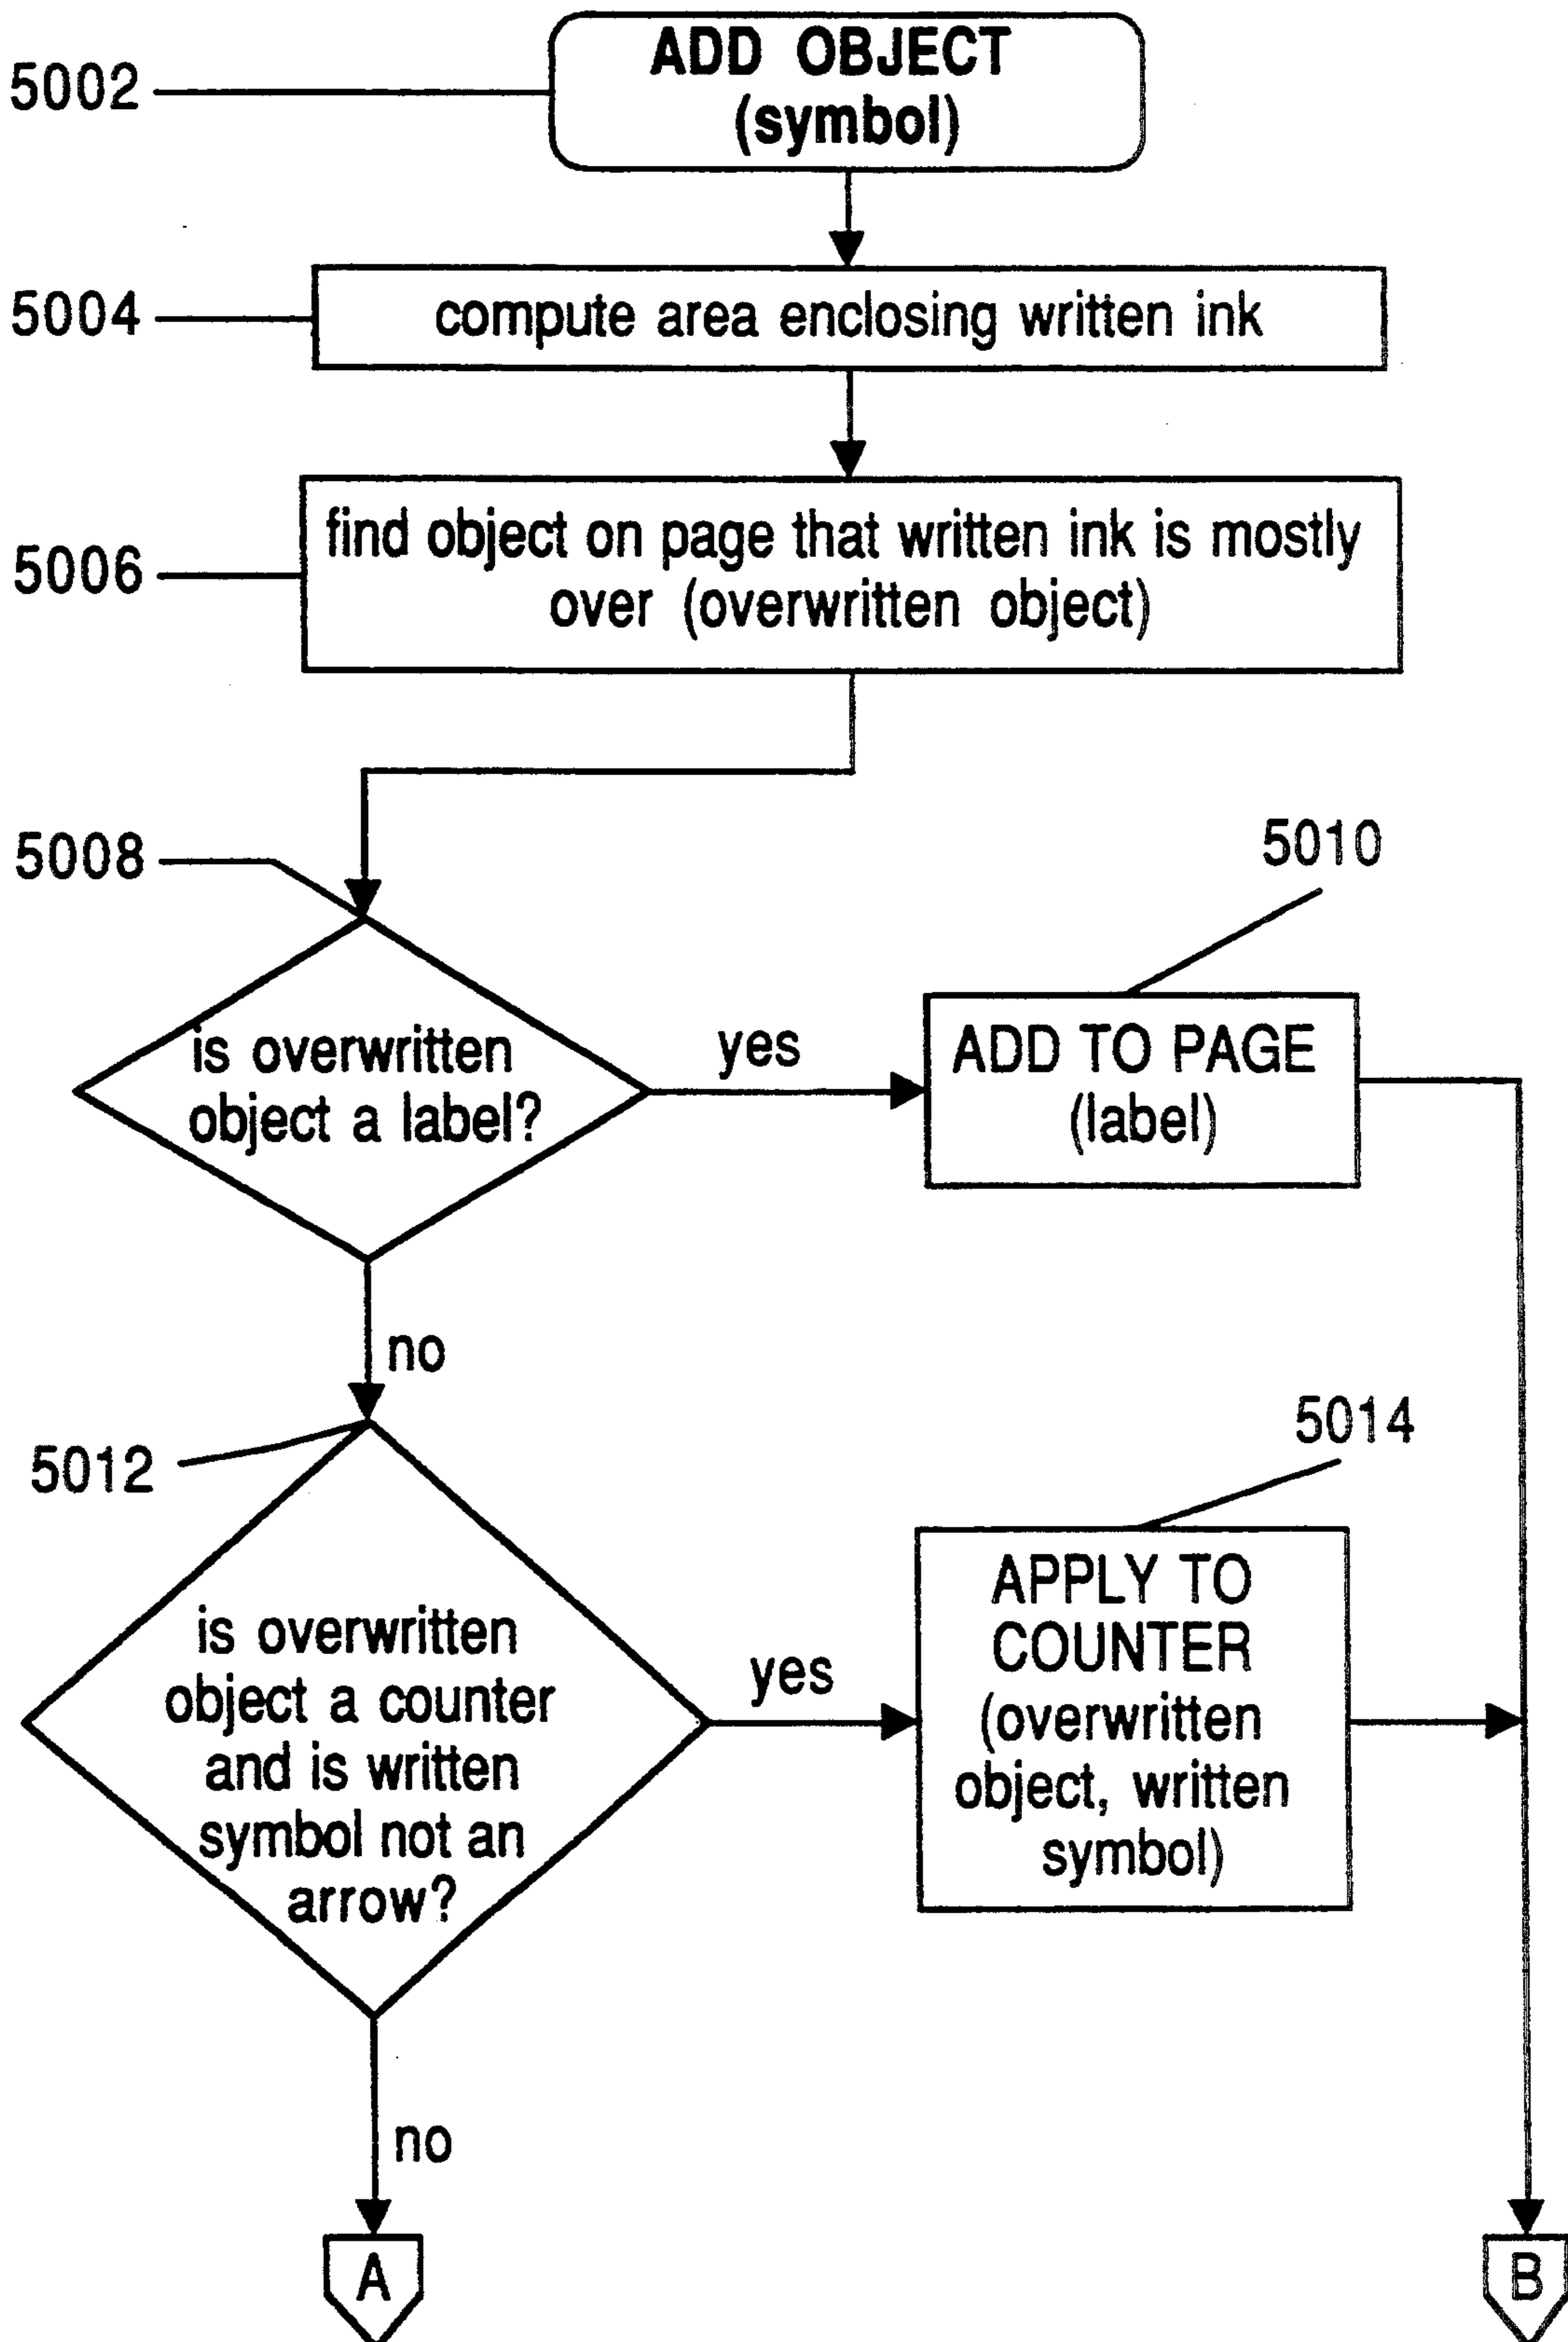 5002
ADD OBJECT
(symbol)
5004
compute area enclosing written ink
5006
find object on page that written ink is mostly
over (overwritten object)
5008
5010
is overwritten
object a label?
yes
ADD TO PAGE
(label)
no
5012
5014
is overwritten
object a counter
and is written
symbol not an
arrow?
yes
APPLY TO
COUNTER
(overwritten
object, written
symbol)
no
A
B